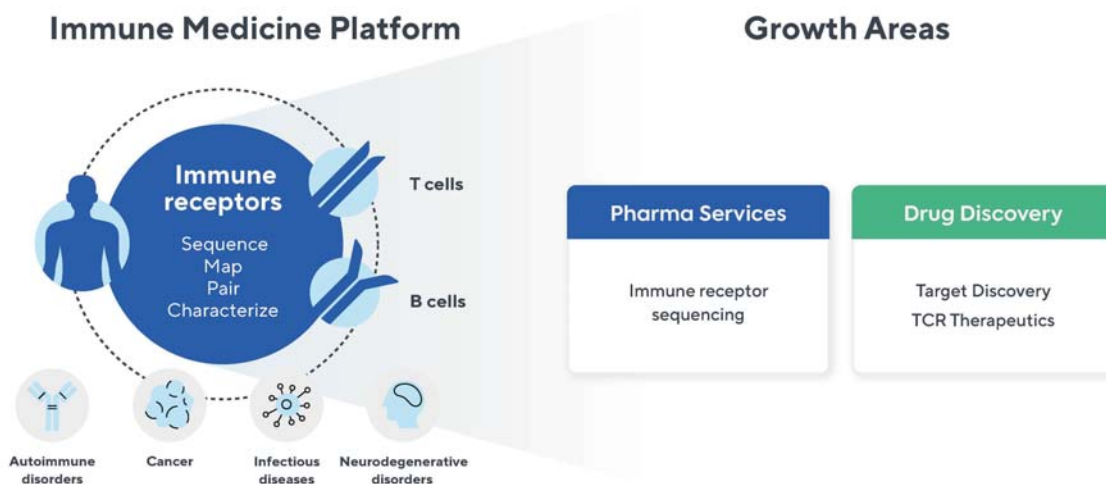 Immune Medicine Platform
Growth Areas
Immune
receptors
Sequence
Map
Pair
Characterize
T cells
B cells
Autoimmune
disorders
Cancer
Infectious
diseases
Neurodegenerative
disorders
Pharma Services
Immune receptor
sequencing
Drug Discovery
Target Discovery
TCR Therapeutics